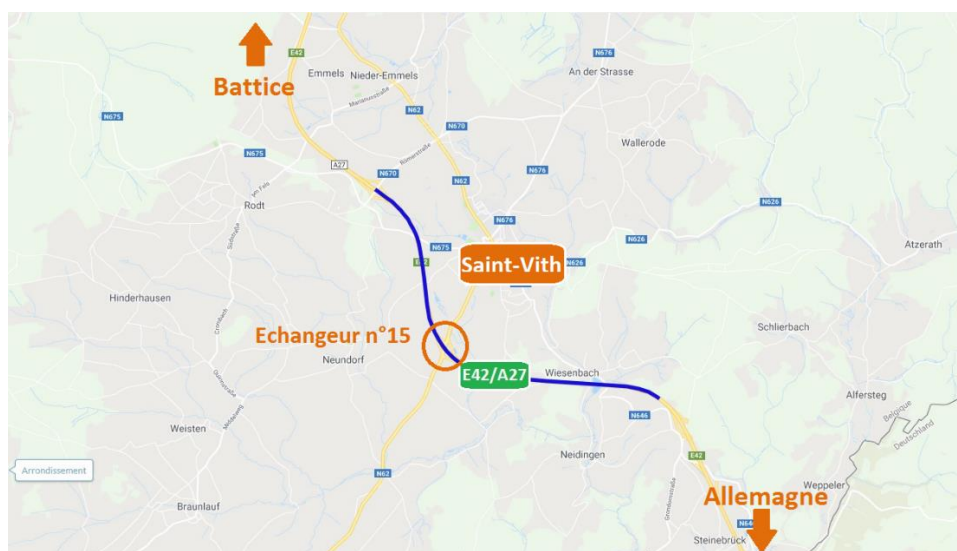 E42
N676
Battice
Emmels
Nieder-Emmels
An der Strasse
N675
N62
N670
Wallerode
N675
A27
N670
N62
N676
Rodt
N676
N626
N675
N626
Atzerath
Saint-Vith
N626
Hinderhausen
Echangeur n°15
Schlierbach
Neundorf
E42/A27
Wiesenbach
Alfersteg
N646
Belgique
Deutschland
Weisten
Neidingen
E42
Arrondissement
N62
Allemagne
Weppeler
Braunlauf
Steinebrück